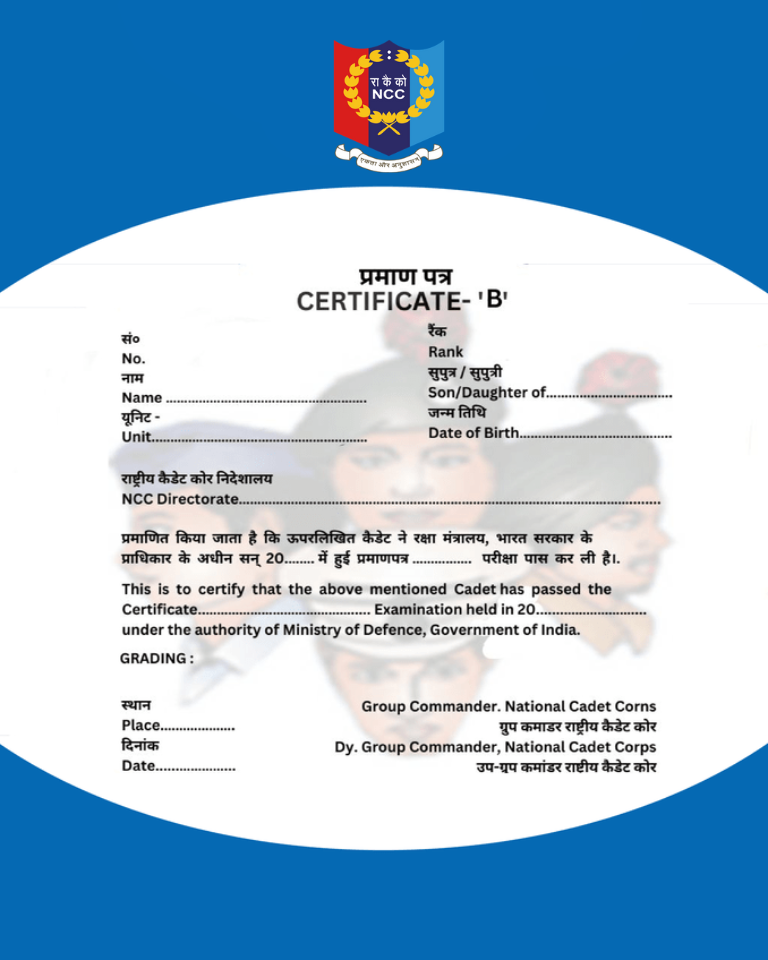 रा कै को
NCC
एकता और अनुशासन
प्रमाण पत्र
CERTIFICATE- 'B'
सं०
No.
नाम
Name ........................................................
यूनिट -
Unit............................................................
रैंक
Rank
सुपुत्र / सुपुत्री
Son/Daughter of...................................
जन्म तिथि
Date of Birth..........................................
राष्ट्रीय कैडेट कोर निदेशालय
NCC Directorate.....................................................................................................................
प्रमाणित किया जाता है कि ऊपरलिखित कैडेट ने रक्षा मंत्रालय, भारत सरकार के
प्राधिकार के अधीन सन् 20........ में हुई प्रमाणपत्र ................ परीक्षा पास कर ली है।.
This is to certify that the above mentioned Cadet has passed the
Certificate................................................ Examination held in 20...............................
under the authority of Ministry of Defence, Government of India.
GRADING :
स्थान
Place.....................
दिनांक
Date.......................
Group Commander. National Cadet Corns
ग्रुप कमाडर राष्ट्रीय कैडेट कोर
Dy. Group Commander, National Cadet Corps
उप-ग्रप कमांडर राष्टीय कैडेट कोर